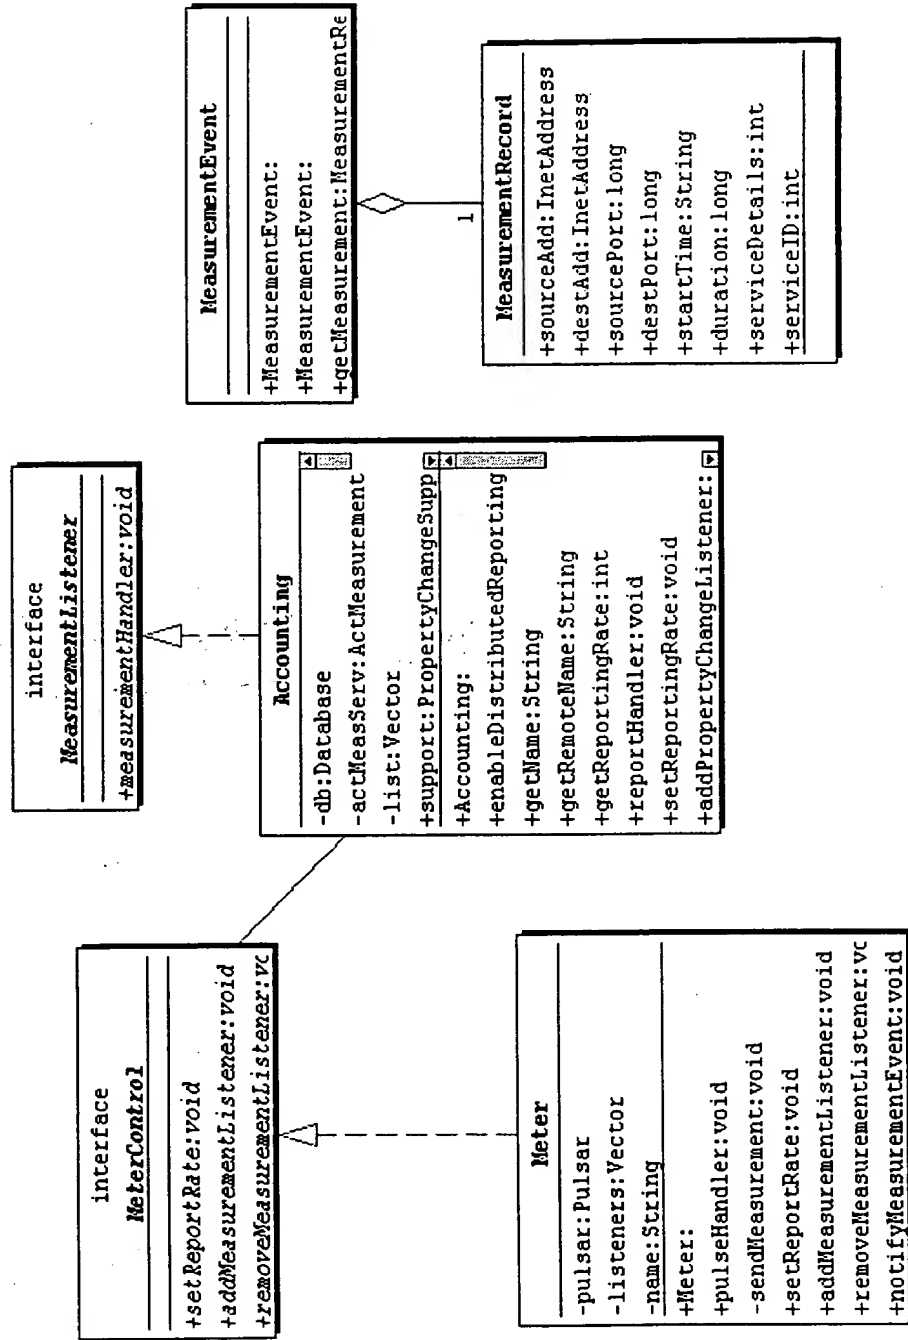 interface
MeterControl
+setReportRate:void
+addMeasurementListener:void
+removeMeasurementListener:vo
Meter
-pulsar:Pulsar
-listeners:Vector
-name:String
+Meter:
+pulseHandler:void
-sendMeasurement:void
+setReportRate:void
+addMeasurementListener:void
+removeMeasurementListener:vo
+notifyMeasurementEvent:void
interface
MeasurementListener
+measurementHandler:void
Accounting
-db:Database
-actMeasServ:ActMeasurement
-list:Vector
+support:PropertyChangeSupp
+Accounting:
+enableDistributedReporting
+getName:String
+getRemoteName:String
+getReportingRate:int
+reportHandler:void
+setReportingRate:void
+addPropertyChangeListener:
MeasurementEvent
+MeasurementEvent:
+MeasurementEvent:
+getMeasurement:MeasurementRe
1
MeasurementRecord
+sourceAdd:InetAddress
+destAdd:InetAddress
+sourcePort:long
+destPort:long
+startTime:String
+duration:long
+serviceDetails:int
+serviceID:int